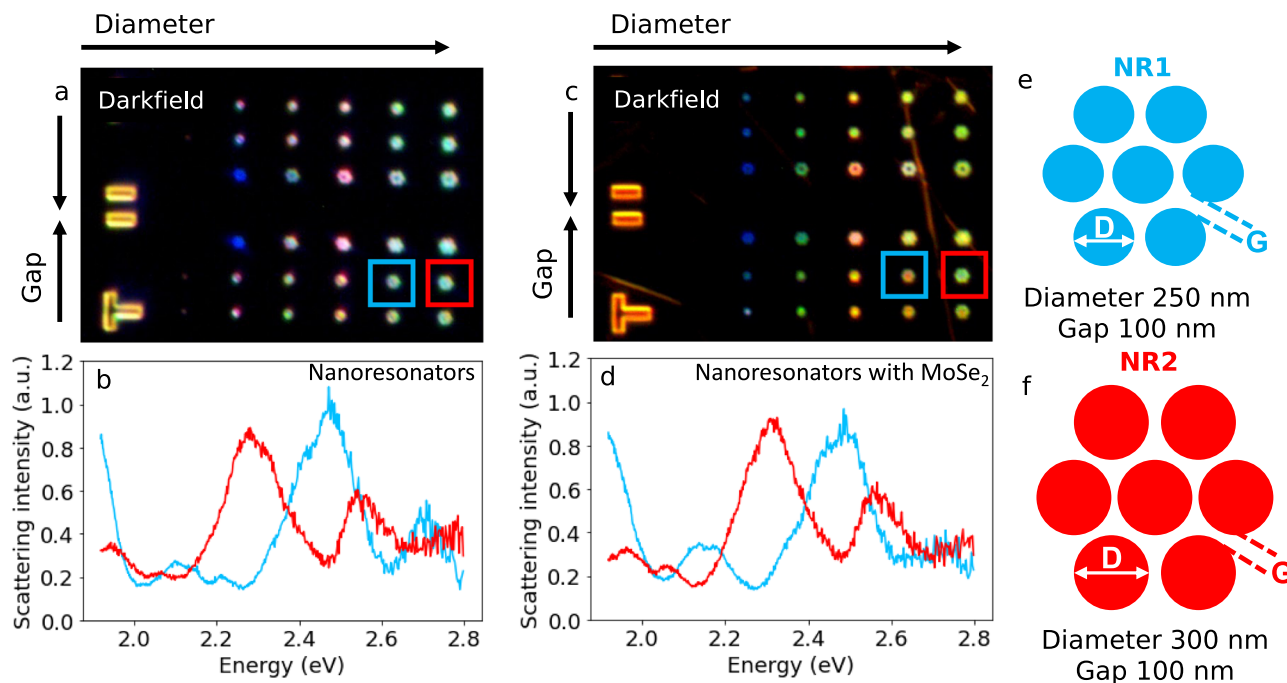 Diameter
Diameter
a
Darkfield
Gap
c
Darkfield
Gap
e
NR1
D
G
Diameter 250 nm
Gap 100 nm
b
Nanoresonators
Scattering intensity (a.u.)
1.2
1.0
0.8
0.6
0.4
0.2
0.0
2.0
2.2
2.4
2.6
2.8
Energy (eV)
d
Nanoresonators with MoSe₂
Scattering intensity (a.u.)
1.2
1.0
0.8
0.6
0.4
0.2
0.0
2.0
2.2
2.4
2.6
2.8
Energy (eV)
f
NR2
D
G
Diameter 300 nm
Gap 100 nm